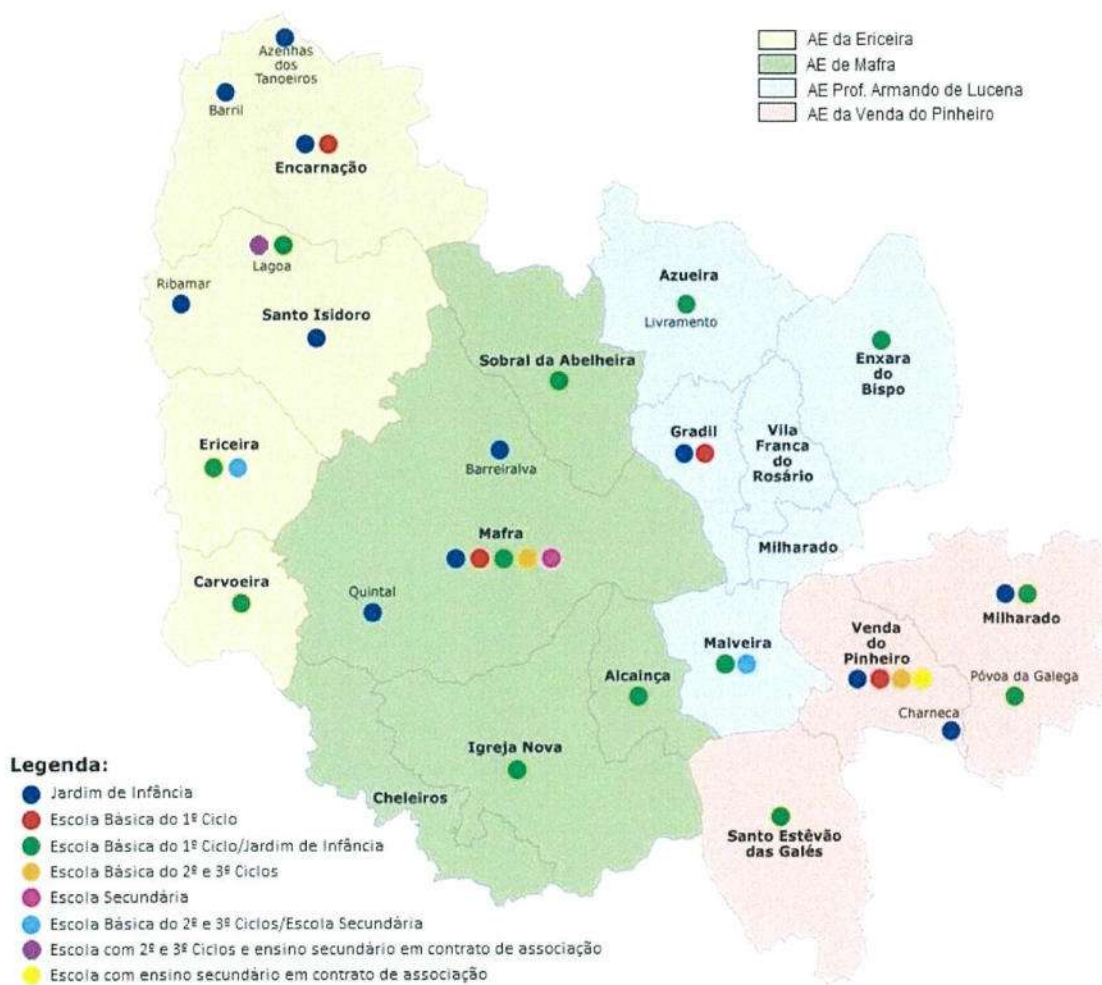 AE da Ericeira
AE de Mafra
AE Prof. Armando de Lucena
AE da Venda do Pinheiro
Azenhas
dos
Tanoeiros
Barril
Encarnação
Lagoa
Ribamar
Santo Isidoro
Azueira
Livramento
Sobral da Abelheira
Enxara
do
Bispo
Ericeira
Barreiralva
Gradil
Vila
Franca
do
Rosário
Mafra
Milharado
Carvoeira
Quintal
Malveira
Venda
do
Pinheiro
Milharado
Alcainça
Póvoa da Galega
Charneca
Igreja Nova
Cheleiros
Santo Estêvão
das Galés
Legenda:
Jardim de Infância
Escola Básica do 1º Ciclo
Escola Básica do 1º Ciclo/Jardim de Infância
Escola Básica do 2º e 3º Ciclos
Escola Secundária
Escola Básica do 2º e 3º Ciclos/Escola Secundária
Escola com 2º e 3º Ciclos e ensino secundário em contrato de associação
Escola com ensino secundário em contrato de associação